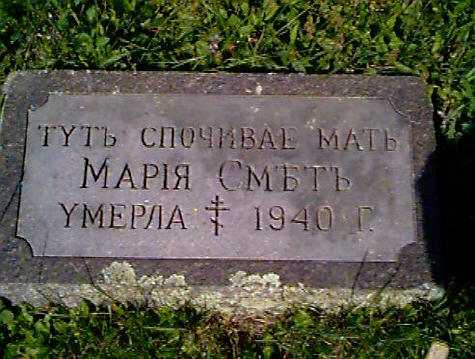 ТУТЪ СПОЧИВАЕ МАТЬ
МАРІЯ СМѢТЪ
УМЕРЛА ☦ 1940 Г.